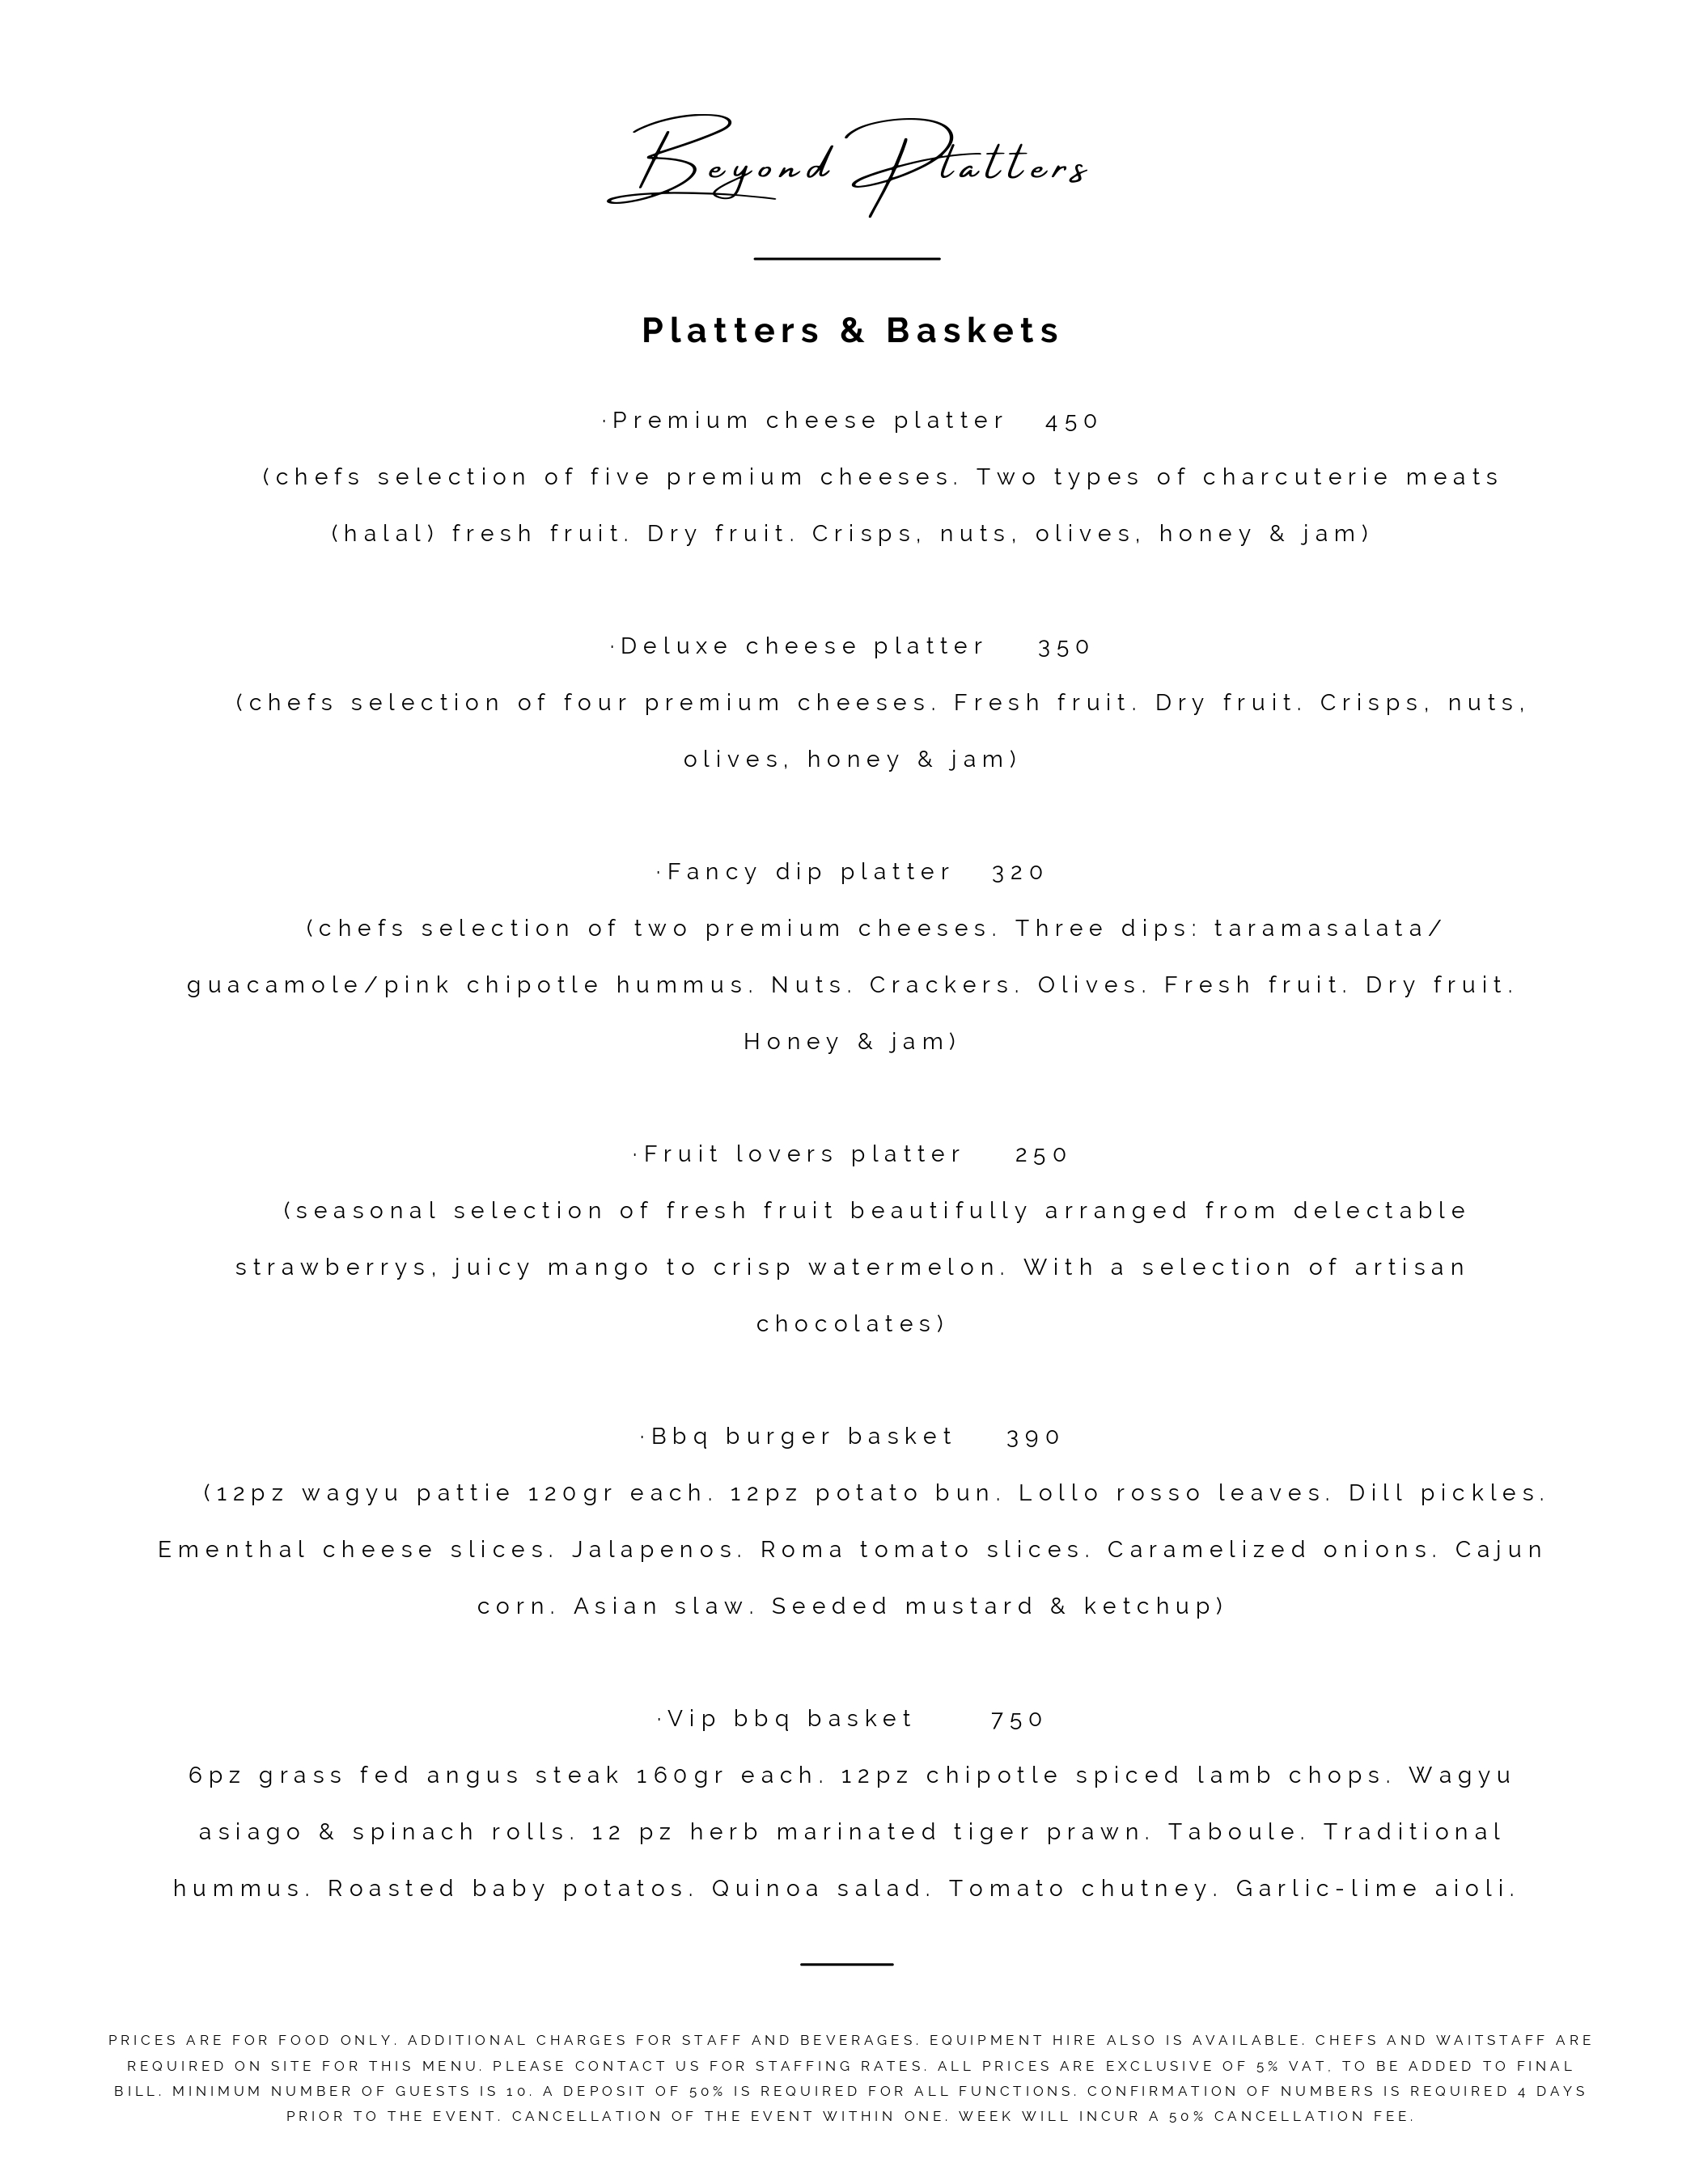 Beyond Platters
Platters & Baskets
·Premium cheese platter 450
(chefs selection of five premium cheeses. Two types of charcuterie meats
(halal) fresh fruit. Dry fruit. Crisps, nuts, olives, honey & jam)
·Deluxe cheese platter 350
(chefs selection of four premium cheeses. Fresh fruit. Dry fruit. Crisps, nuts,
olives, honey & jam)
·Fancy dip platter 320
(chefs selection of two premium cheeses. Three dips: taramasalata/
guacamole/pink chipotle hummus. Nuts. Crackers. Olives. Fresh fruit. Dry fruit.
Honey & jam)
·Fruit lovers platter 250
(seasonal selection of fresh fruit beautifully arranged from delectable
strawberrys, juicy mango to crisp watermelon. With a selection of artisan
chocolates)
·Bbq burger basket 390
(12pz wagyu pattie 120gr each. 12pz potato bun. Lollo rosso leaves. Dill pickles.
Ementhal cheese slices. Jalapenos. Roma tomato slices. Caramelized onions. Cajun
corn. Asian slaw. Seeded mustard & ketchup)
·Vip bbq basket 750
6pz grass fed angus steak 160gr each. 12pz chipotle spiced lamb chops. Wagyu
asiago & spinach rolls. 12 pz herb marinated tiger prawn. Taboule. Traditional
hummus. Roasted baby potatos. Quinoa salad. Tomato chutney. Garlic-lime aioli.
PRICES ARE FOR FOOD ONLY. ADDITIONAL CHARGES FOR STAFF AND BEVERAGES. EQUIPMENT HIRE ALSO IS AVAILABLE. CHEFS AND WAITSTAFF ARE
REQUIRED ON SITE FOR THIS MENU. PLEASE CONTACT US FOR STAFFING RATES. ALL PRICES ARE EXCLUSIVE OF 5% VAT, TO BE ADDED TO FINAL
BILL. MINIMUM NUMBER OF GUESTS IS 10. A DEPOSIT OF 50% IS REQUIRED FOR ALL FUNCTIONS. CONFIRMATION OF NUMBERS IS REQUIRED 4 DAYS
PRIOR TO THE EVENT. CANCELLATION OF THE EVENT WITHIN ONE. WEEK WILL INCUR A 50% CANCELLATION FEE.